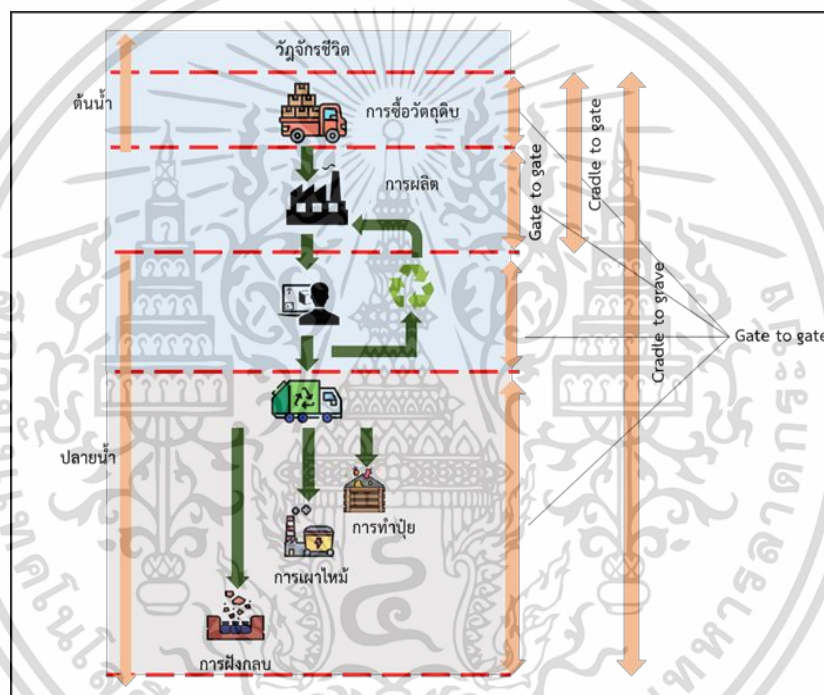 วัฎจักรชีวิต
ต้นน้ำ
การซื้อวัตถุดิบ
การผลิต
Gate to gate
Cradle to gate
Cradle to grave
Gate to gate
ปลายน้ำ
การทำปุ๋ย
การเผาไหม้
การฝังกลบ